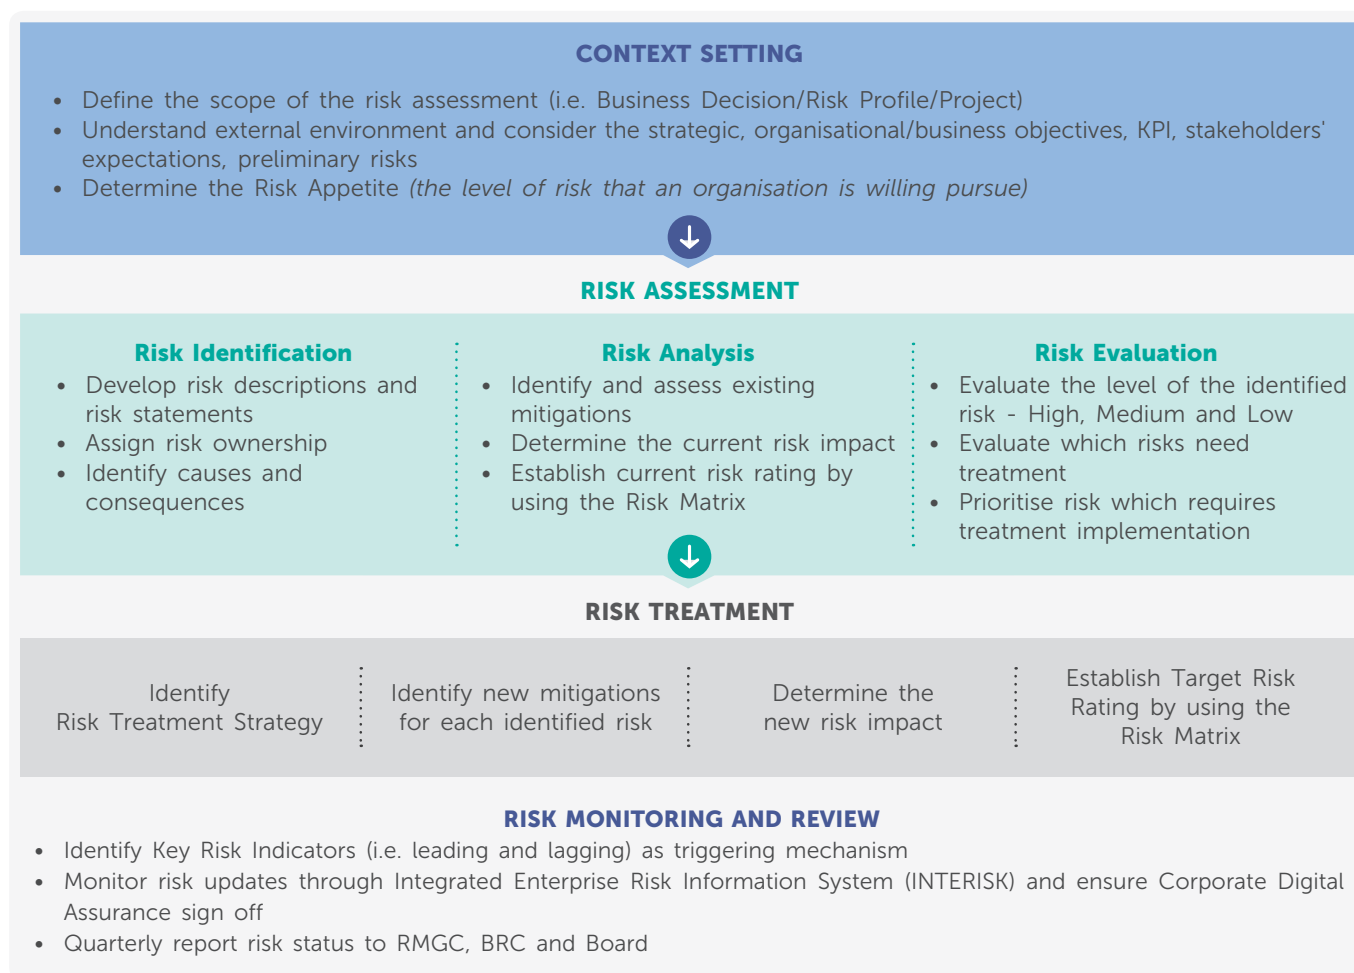 CONTEXT SETTING
• Define the scope of the risk assessment (i.e. Business Decision/Risk Profile/Project)
• Understand external environment and consider the strategic, organisational/business objectives, KPI, stakeholders'
expectations, preliminary risks
• Determine the Risk Appetite (the level of risk that an organisation is willing pursue)
RISK ASSESSMENT
Risk Identification
• Develop risk descriptions and
risk statements
• Assign risk ownership
• Identify causes and
consequences
Risk Analysis
• Identify and assess existing
mitigations
• Determine the current risk impact
• Establish current risk rating by
using the Risk Matrix
Risk Evaluation
• Evaluate the level of the identified
risk - High, Medium and Low
• Evaluate which risks need
treatment
• Prioritise risk which requires
treatment implementation
RISK TREATMENT
Identify
Risk Treatment Strategy
Identify new mitigations
for each identified risk
Determine the
new risk impact
Establish Target Risk
Rating by using the
Risk Matrix
RISK MONITORING AND REVIEW
• Identify Key Risk Indicators (i.e. leading and lagging) as triggering mechanism
• Monitor risk updates through Integrated Enterprise Risk Information System (INTERISK) and ensure Corporate Digital
Assurance sign off
• Quarterly report risk status to RMGC, BRC and Board